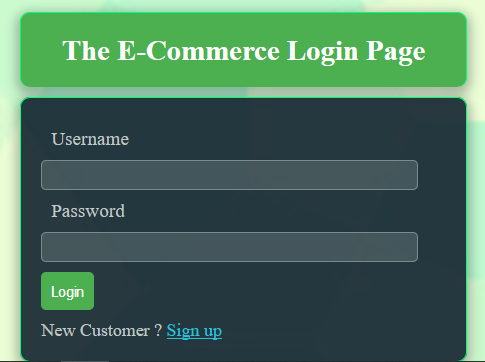 The E-Commerce Login Page
Username
Password
Login
New Customer ? Sign up